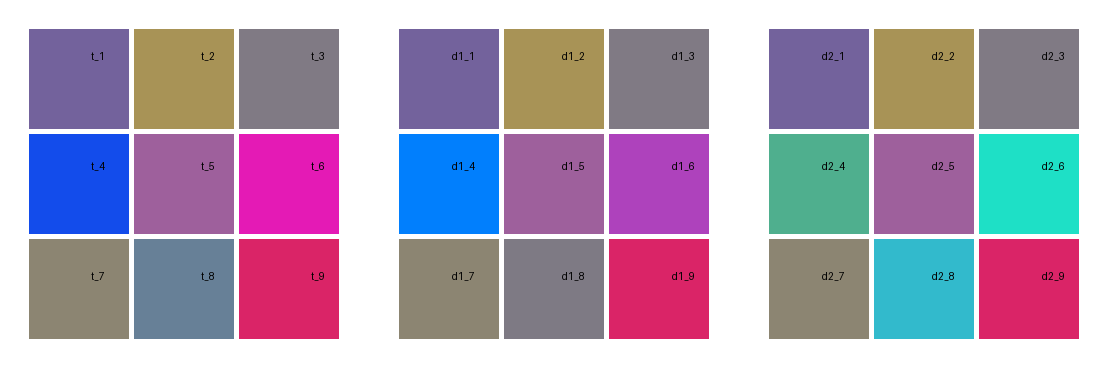 t_1 t_2 t_3 d1_1 d1_2 d1_3 d2_1 d2_2 d2_3
t_4 t_5 t_6 d1_4 d1_5 d1_6 d2_4 d2_5 d2_6
t_7 t_8 t_9 d1_7 d1_8 d1_9 d2_7 d2_8 d2_9